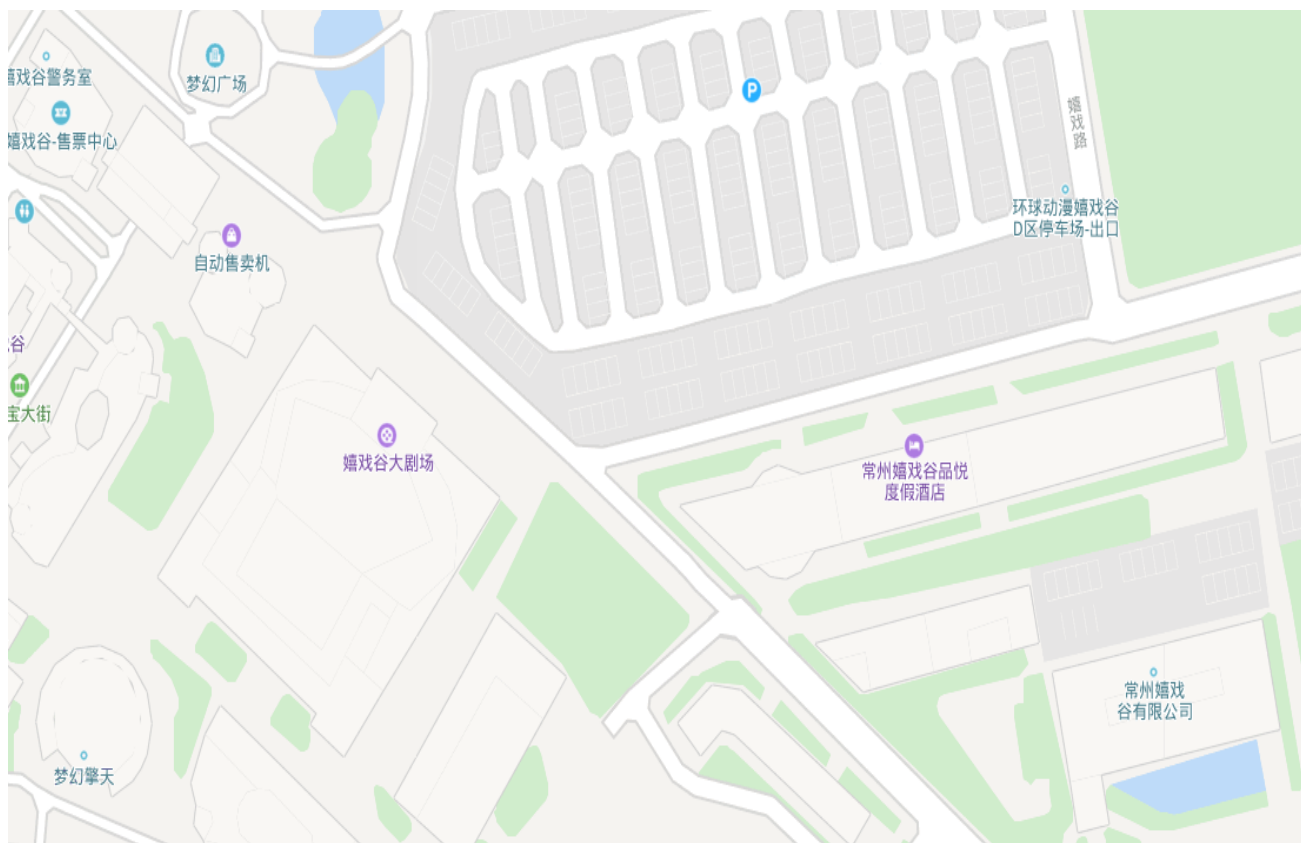 嬉戏谷警务室
梦幻广场
P
嬉戏谷-售票中心
嬉戏路
环球动漫嬉戏谷
D区停车场-出口
自动售卖机
谷
宝大街
嬉戏谷大剧场
常州嬉戏谷品悦
度假酒店
常州嬉戏
谷有限公司
梦幻擎天